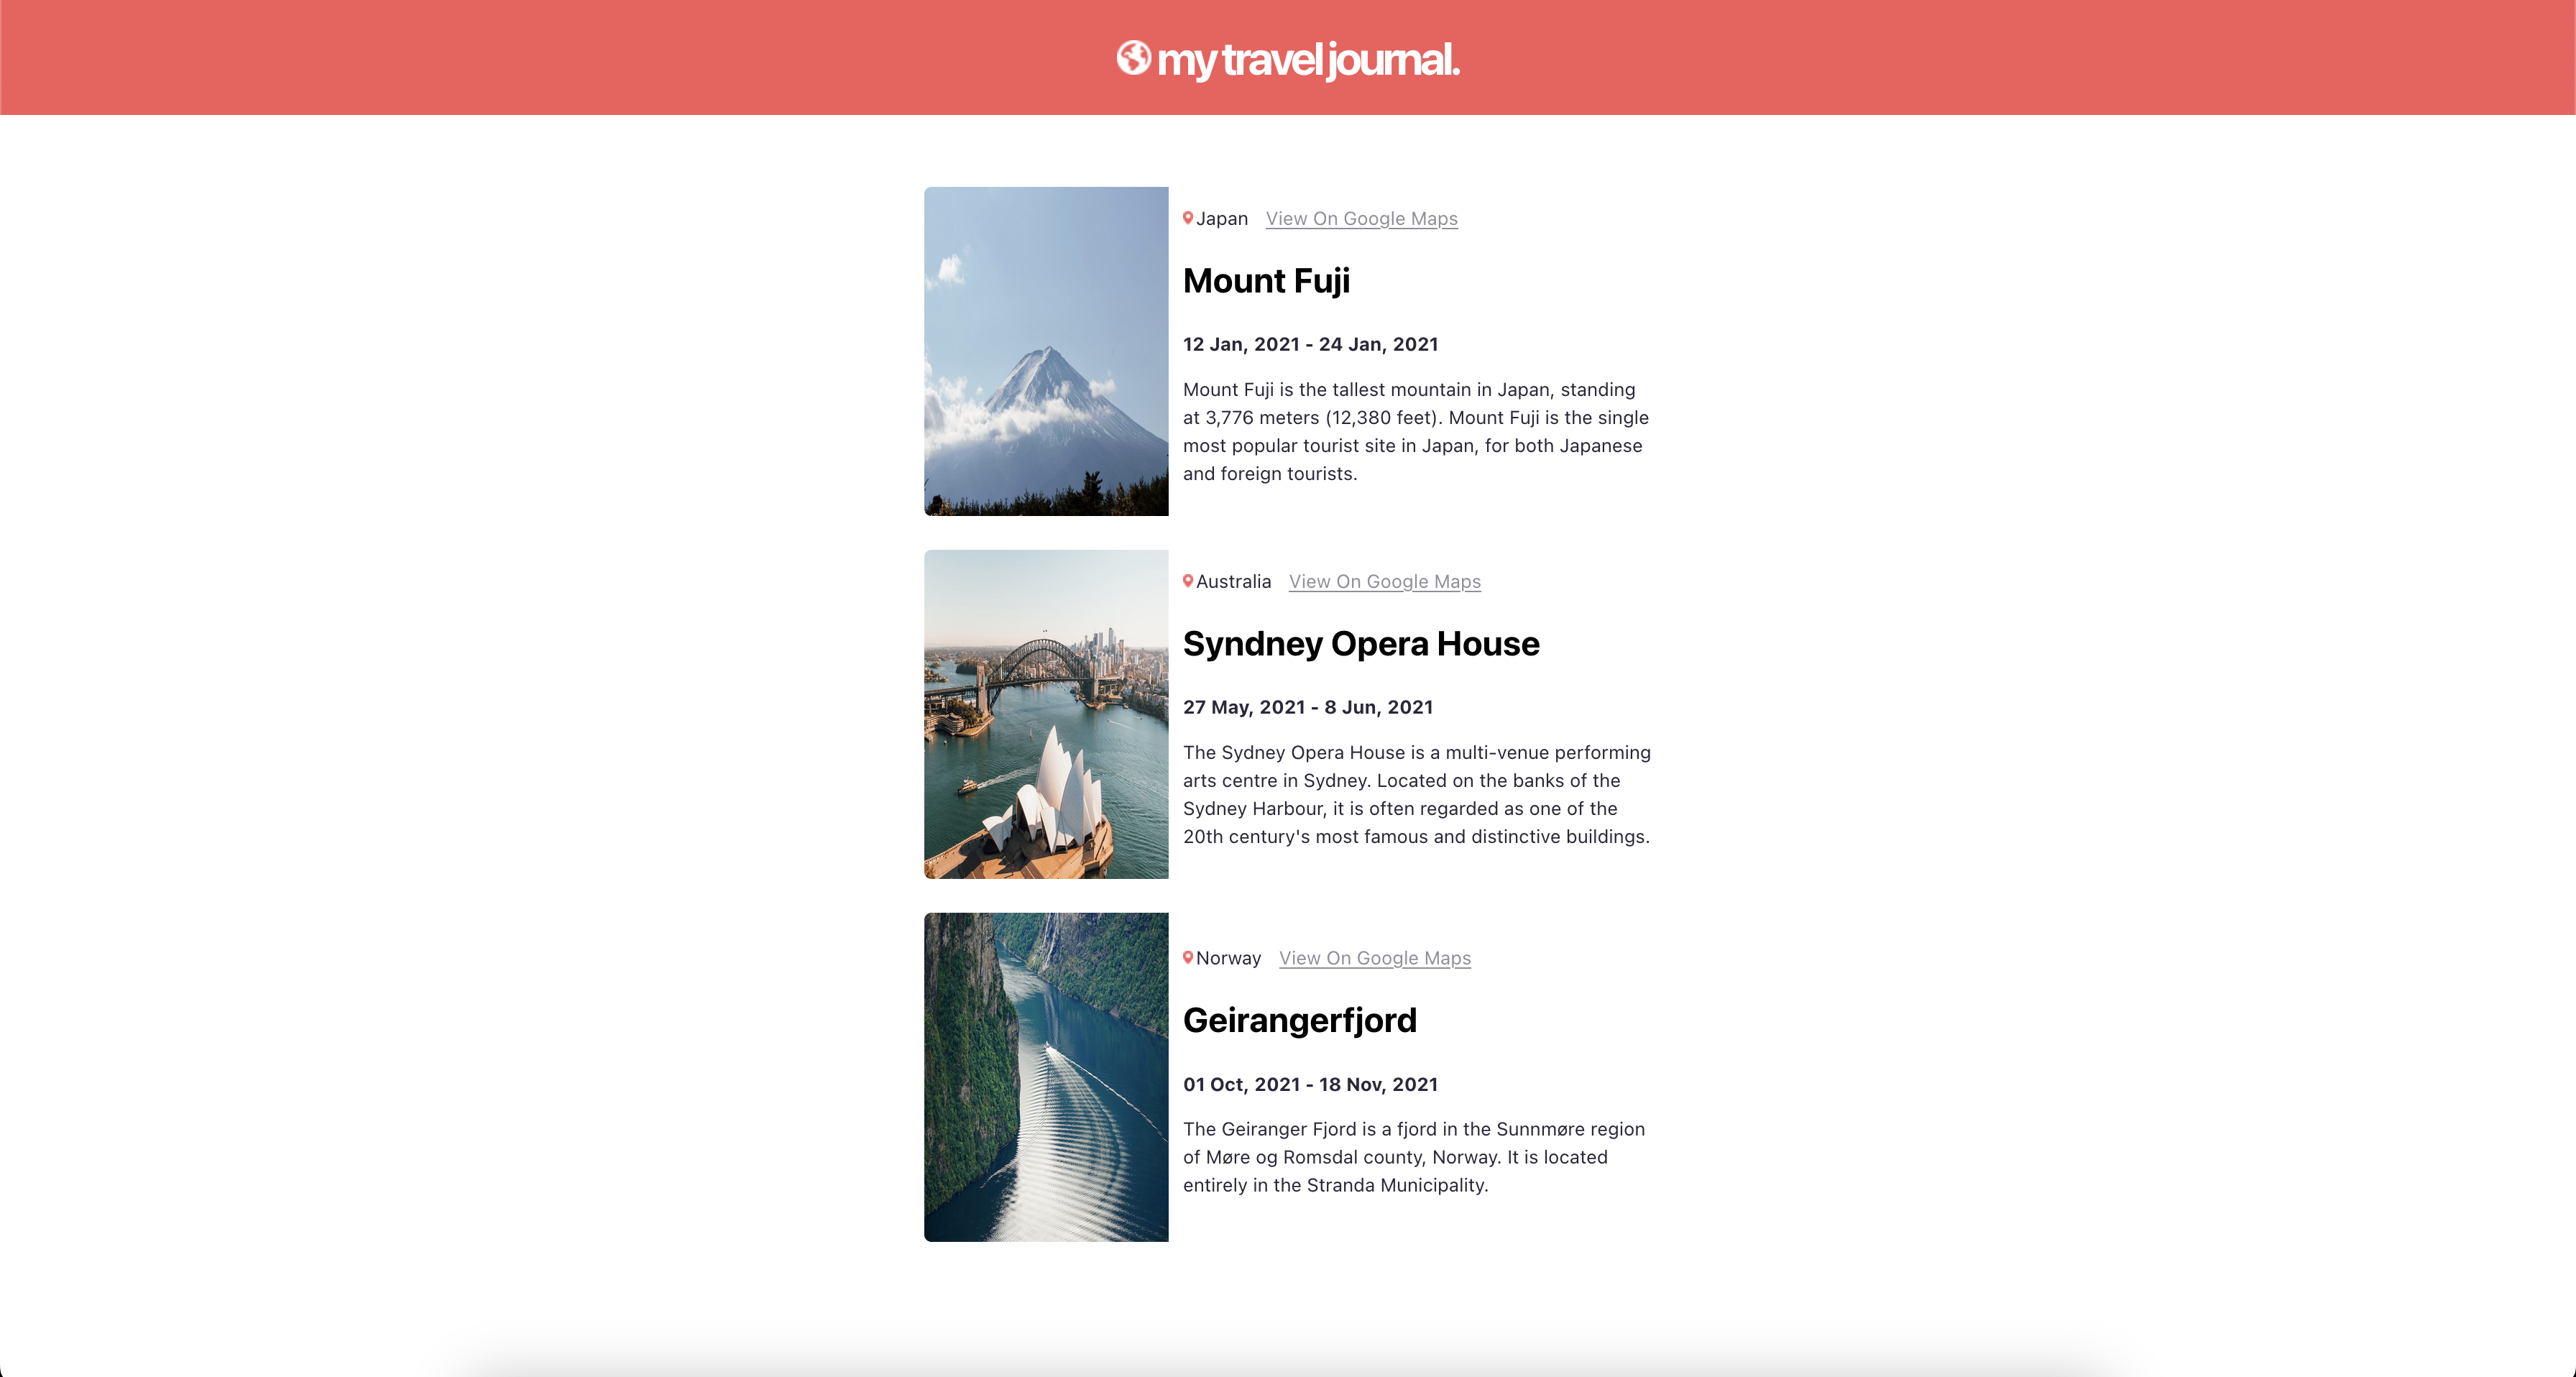 my travel journal.
Japan View On Google Maps
Mount Fuji
12 Jan, 2021 - 24 Jan, 2021
Mount Fuji is the tallest mountain in Japan, standing
at 3,776 meters (12,380 feet). Mount Fuji is the single
most popular tourist site in Japan, for both Japanese
and foreign tourists.
Australia View On Google Maps
Syndney Opera House
27 May, 2021 - 8 Jun, 2021
The Sydney Opera House is a multi-venue performing
arts centre in Sydney. Located on the banks of the
Sydney Harbour, it is often regarded as one of the
20th century's most famous and distinctive buildings.
Norway View On Google Maps
Geirangerfjord
01 Oct, 2021 - 18 Nov, 2021
The Geiranger Fjord is a fjord in the Sunnmøre region
of Møre og Romsdal county, Norway. It is located
entirely in the Stranda Municipality.